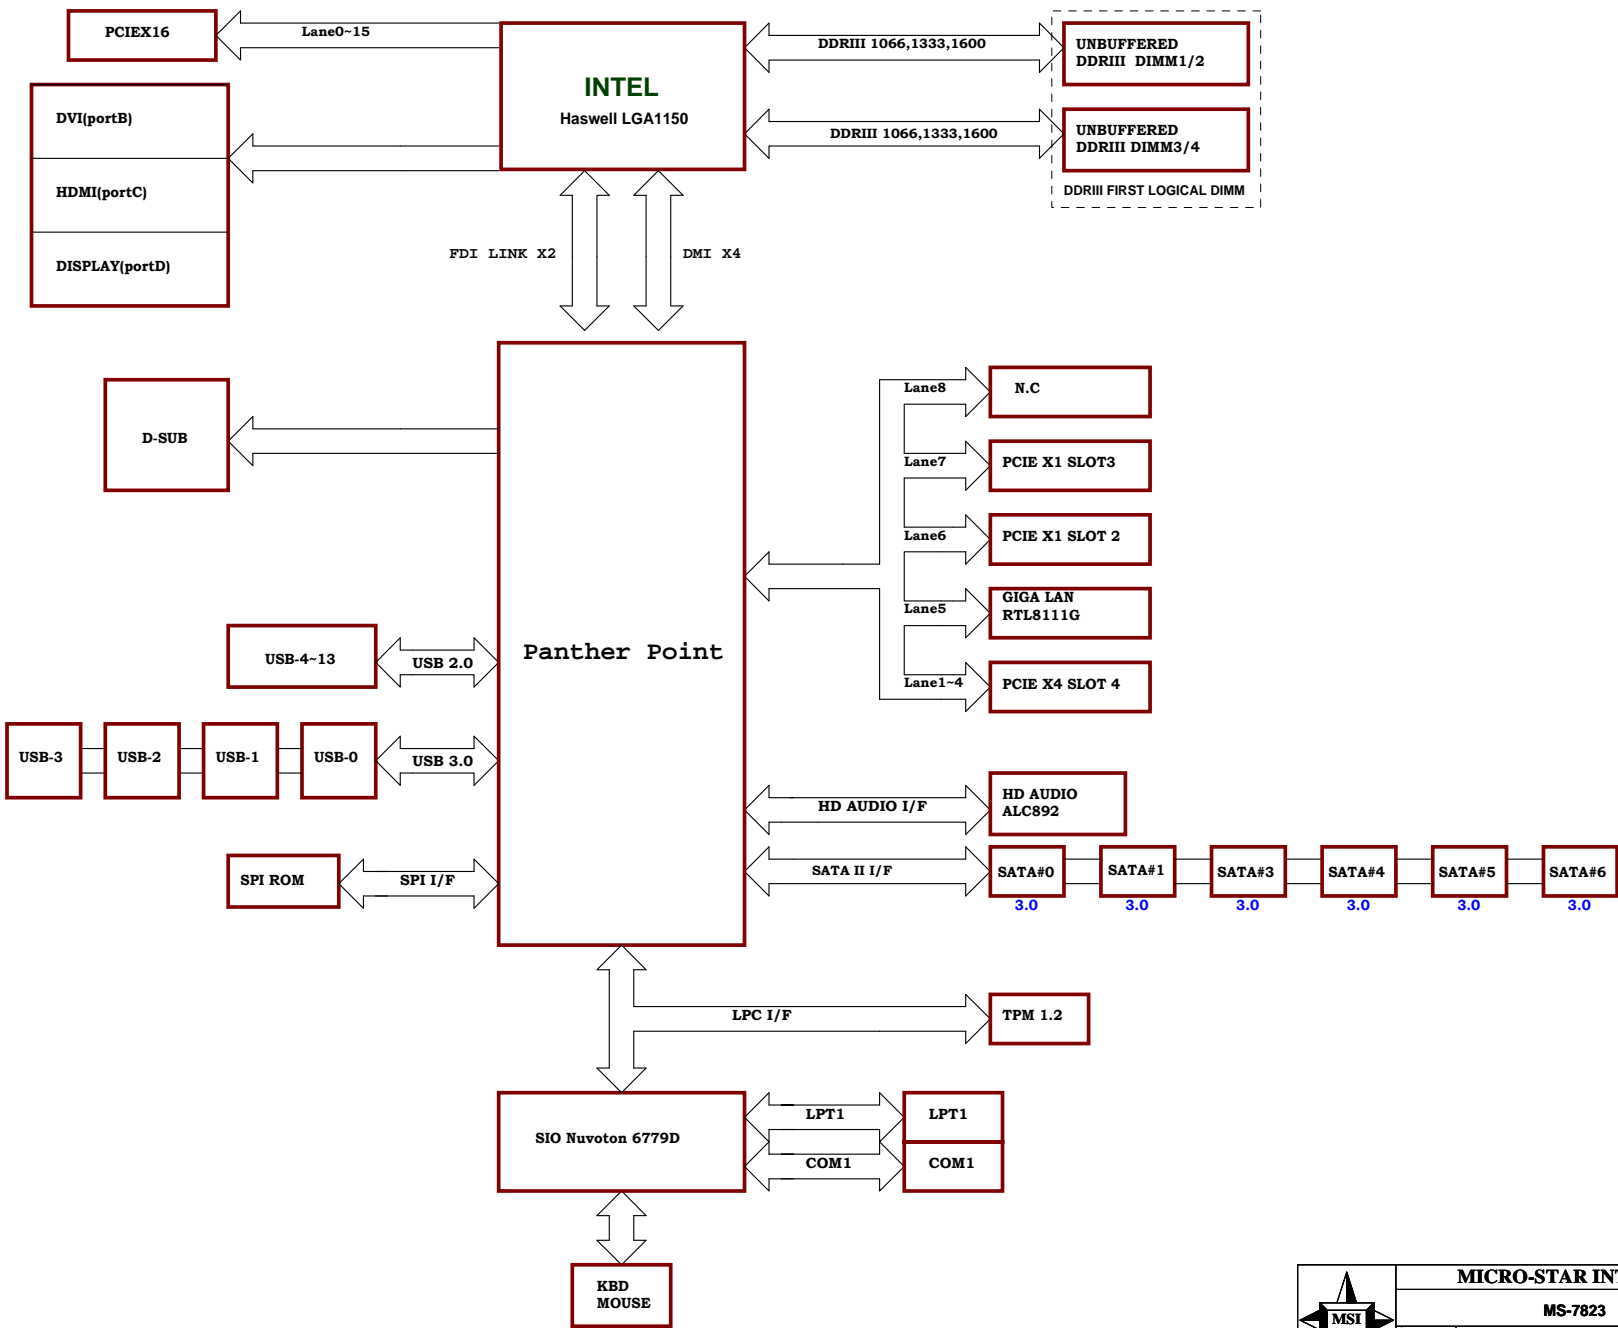 PCIEX16
Lane0~15
INTEL
Haswell LGA1150
DDRIII 1066,1333,1600
UNBUFFERED
DDRIII DIMM1/2
DDRIII 1066,1333,1600
UNBUFFERED
DDRIII DIMM3/4
DDRIII FIRST LOGICAL DIMM
DVI(portB)
HDMI(portC)
DISPLAY(portD)
FDI LINK X2
DMI X4
D-SUB
Panther Point
Lane8
N.C
Lane7
PCIE X1 SLOT3
Lane6
PCIE X1 SLOT 2
Lane5
GIGA LAN
RTL8111G
Lane1~4
PCIE X4 SLOT 4
USB-4~13
USB 2.0
USB-3
USB-2
USB-1
USB-0
USB 3.0
HD AUDIO I/F
HD AUDIO
ALC892
SPI ROM
SPI I/F
SATA II I/F
SATA#0
SATA#1
SATA#3
SATA#4
SATA#5
SATA#6
3.0
3.0
3.0
3.0
3.0
3.0
LPC I/F
TPM 1.2
SIO Nuvoton 6779D
LPT1
LPT1
COM1
COM1
KBD
MOUSE
MSI
MICRO-STAR INT
MS-7823